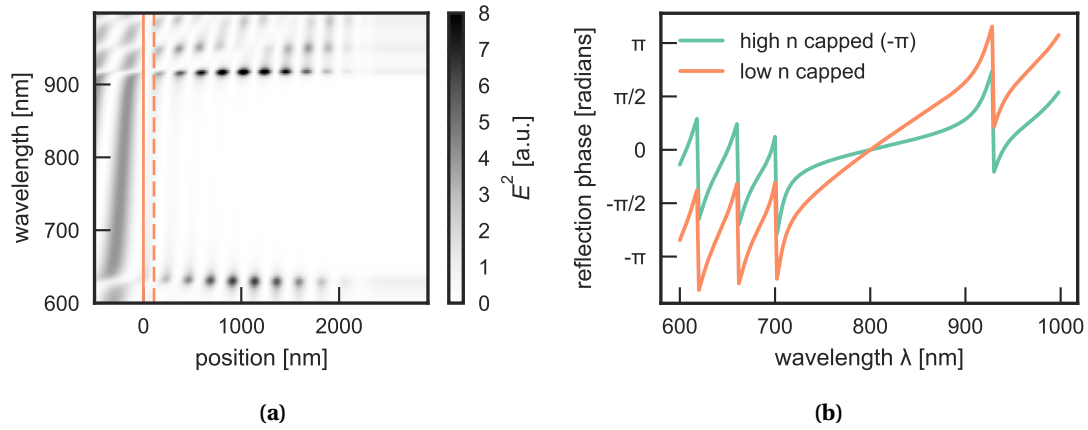 wavelength [nm]
900
800
700
600
0
1000
2000
position [nm]
8
7
6
5
4
3
2
1
0
E² [a.u.]
(a)
reflection phase [radians]
π
π/2
0
-π/2
-π
high n capped (-π)
low n capped
600
700
800
900
1000
wavelength λ [nm]
(b)